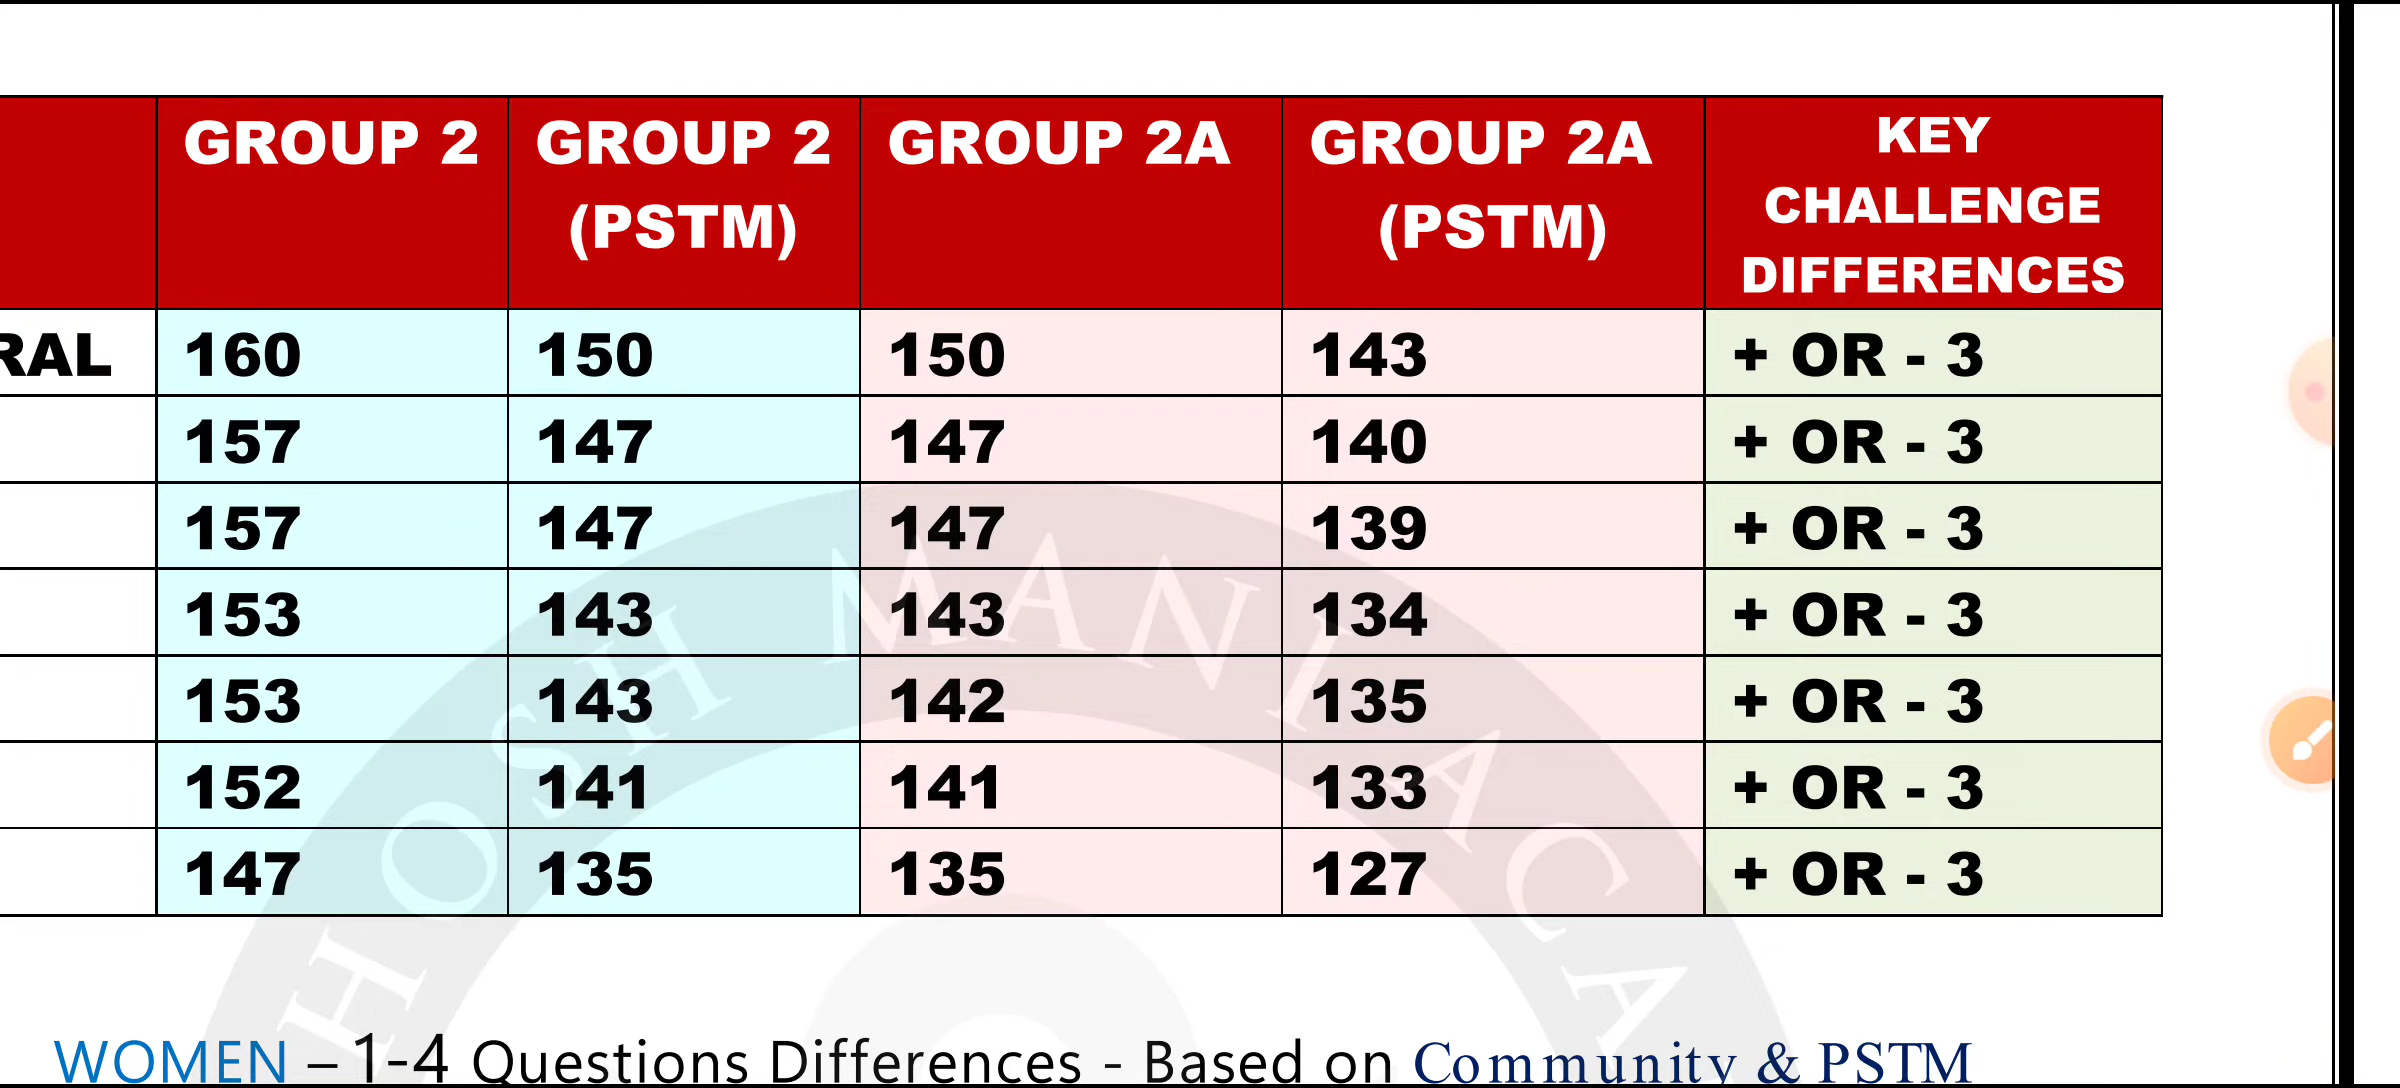 GROUP 2 GROUP 2 (PSTM) GROUP 2A GROUP 2A (PSTM) KEY CHALLENGE DIFFERENCES
RAL 160 150 150 143 + OR - 3
157 147 147 140 + OR - 3
157 147 147 139 + OR - 3
153 143 143 134 + OR - 3
153 143 142 135 + OR - 3
152 141 141 133 + OR - 3
147 135 135 127 + OR - 3
HOSH MANI ACA
WOMEN – 1-4 Questions Differences - Based on Community & PSTM